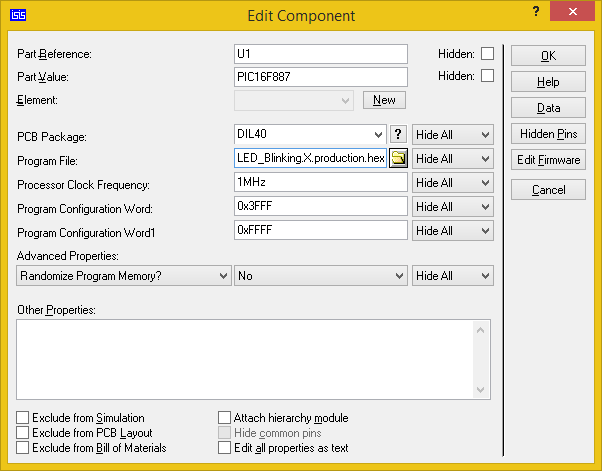 ISIS Edit Component ?
Part Reference: U1 Hidden: OK
Part Value: PIC16F887 Hidden: Help
Element: New Data
PCB Package: DIL40 ? Hide All Hidden Pins
Program File: LED_Blinking.X.production.hex Hide All Edit Firmware
Processor Clock Frequency: 1MHz Hide All Cancel
Program Configuration Word: 0x3FFF Hide All
Program Configuration Word1 0xFFFF Hide All
Advanced Properties:
Randomize Program Memory? No Hide All
Other Properties:
Exclude from Simulation Attach hierarchy module
Exclude from PCB Layout Hide common pins
Exclude from Bill of Materials Edit all properties as text